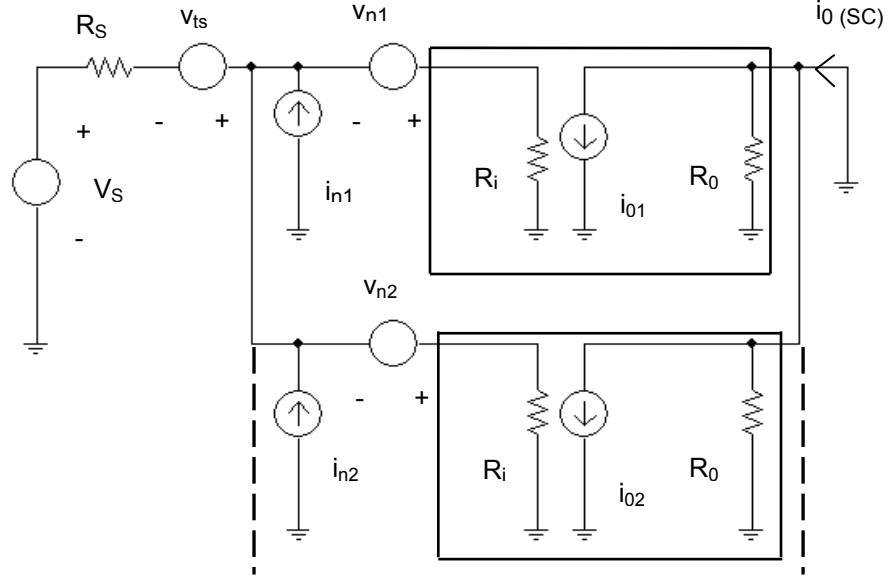 v_ts v_n1 i_0 (SC)
R_S
- + - +
+
V_S i_n1 R_i i_01 R_0
-
v_n2
- +
i_n2 R_i i_02 R_0